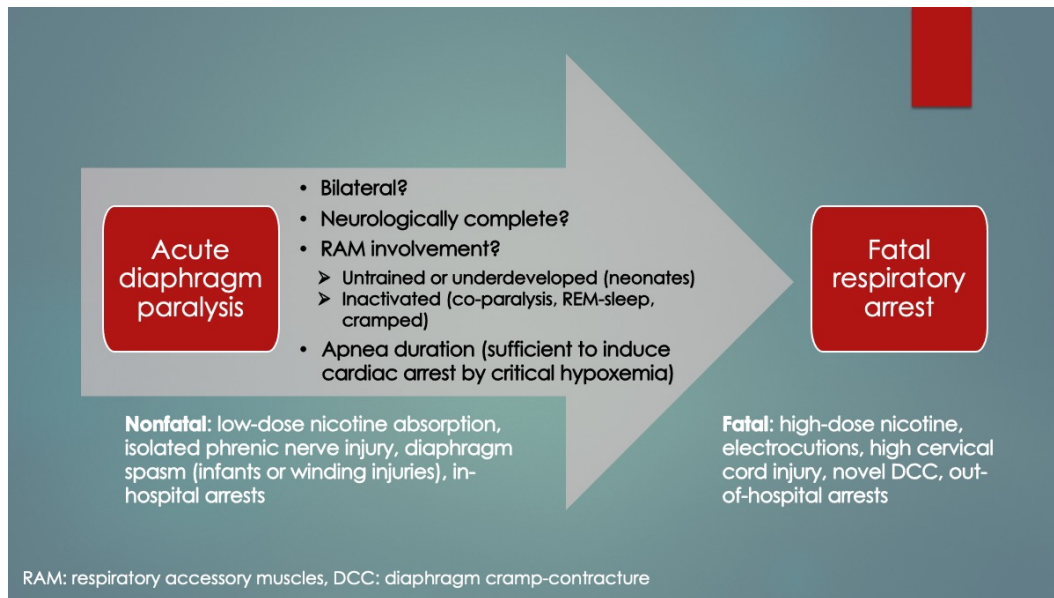 Acute
diaphragm
paralysis
• Bilateral?
• Neurologically complete?
• RAM involvement?
➢ Untrained or underdeveloped (neonates)
➢ Inactivated (co-paralysis, REM-sleep,
cramped)
• Apnea duration (sufficient to induce
cardiac arrest by critical hypoxemia)
Fatal
respiratory
arrest
Nonfatal: low-dose nicotine absorption,
isolated phrenic nerve injury, diaphragm
spasm (infants or winding injuries), in-
hospital arrests
Fatal: high-dose nicotine,
electrocutions, high cervical
cord injury, novel DCC, out-
of-hospital arrests
RAM: respiratory accessory muscles, DCC: diaphragm cramp-contracture